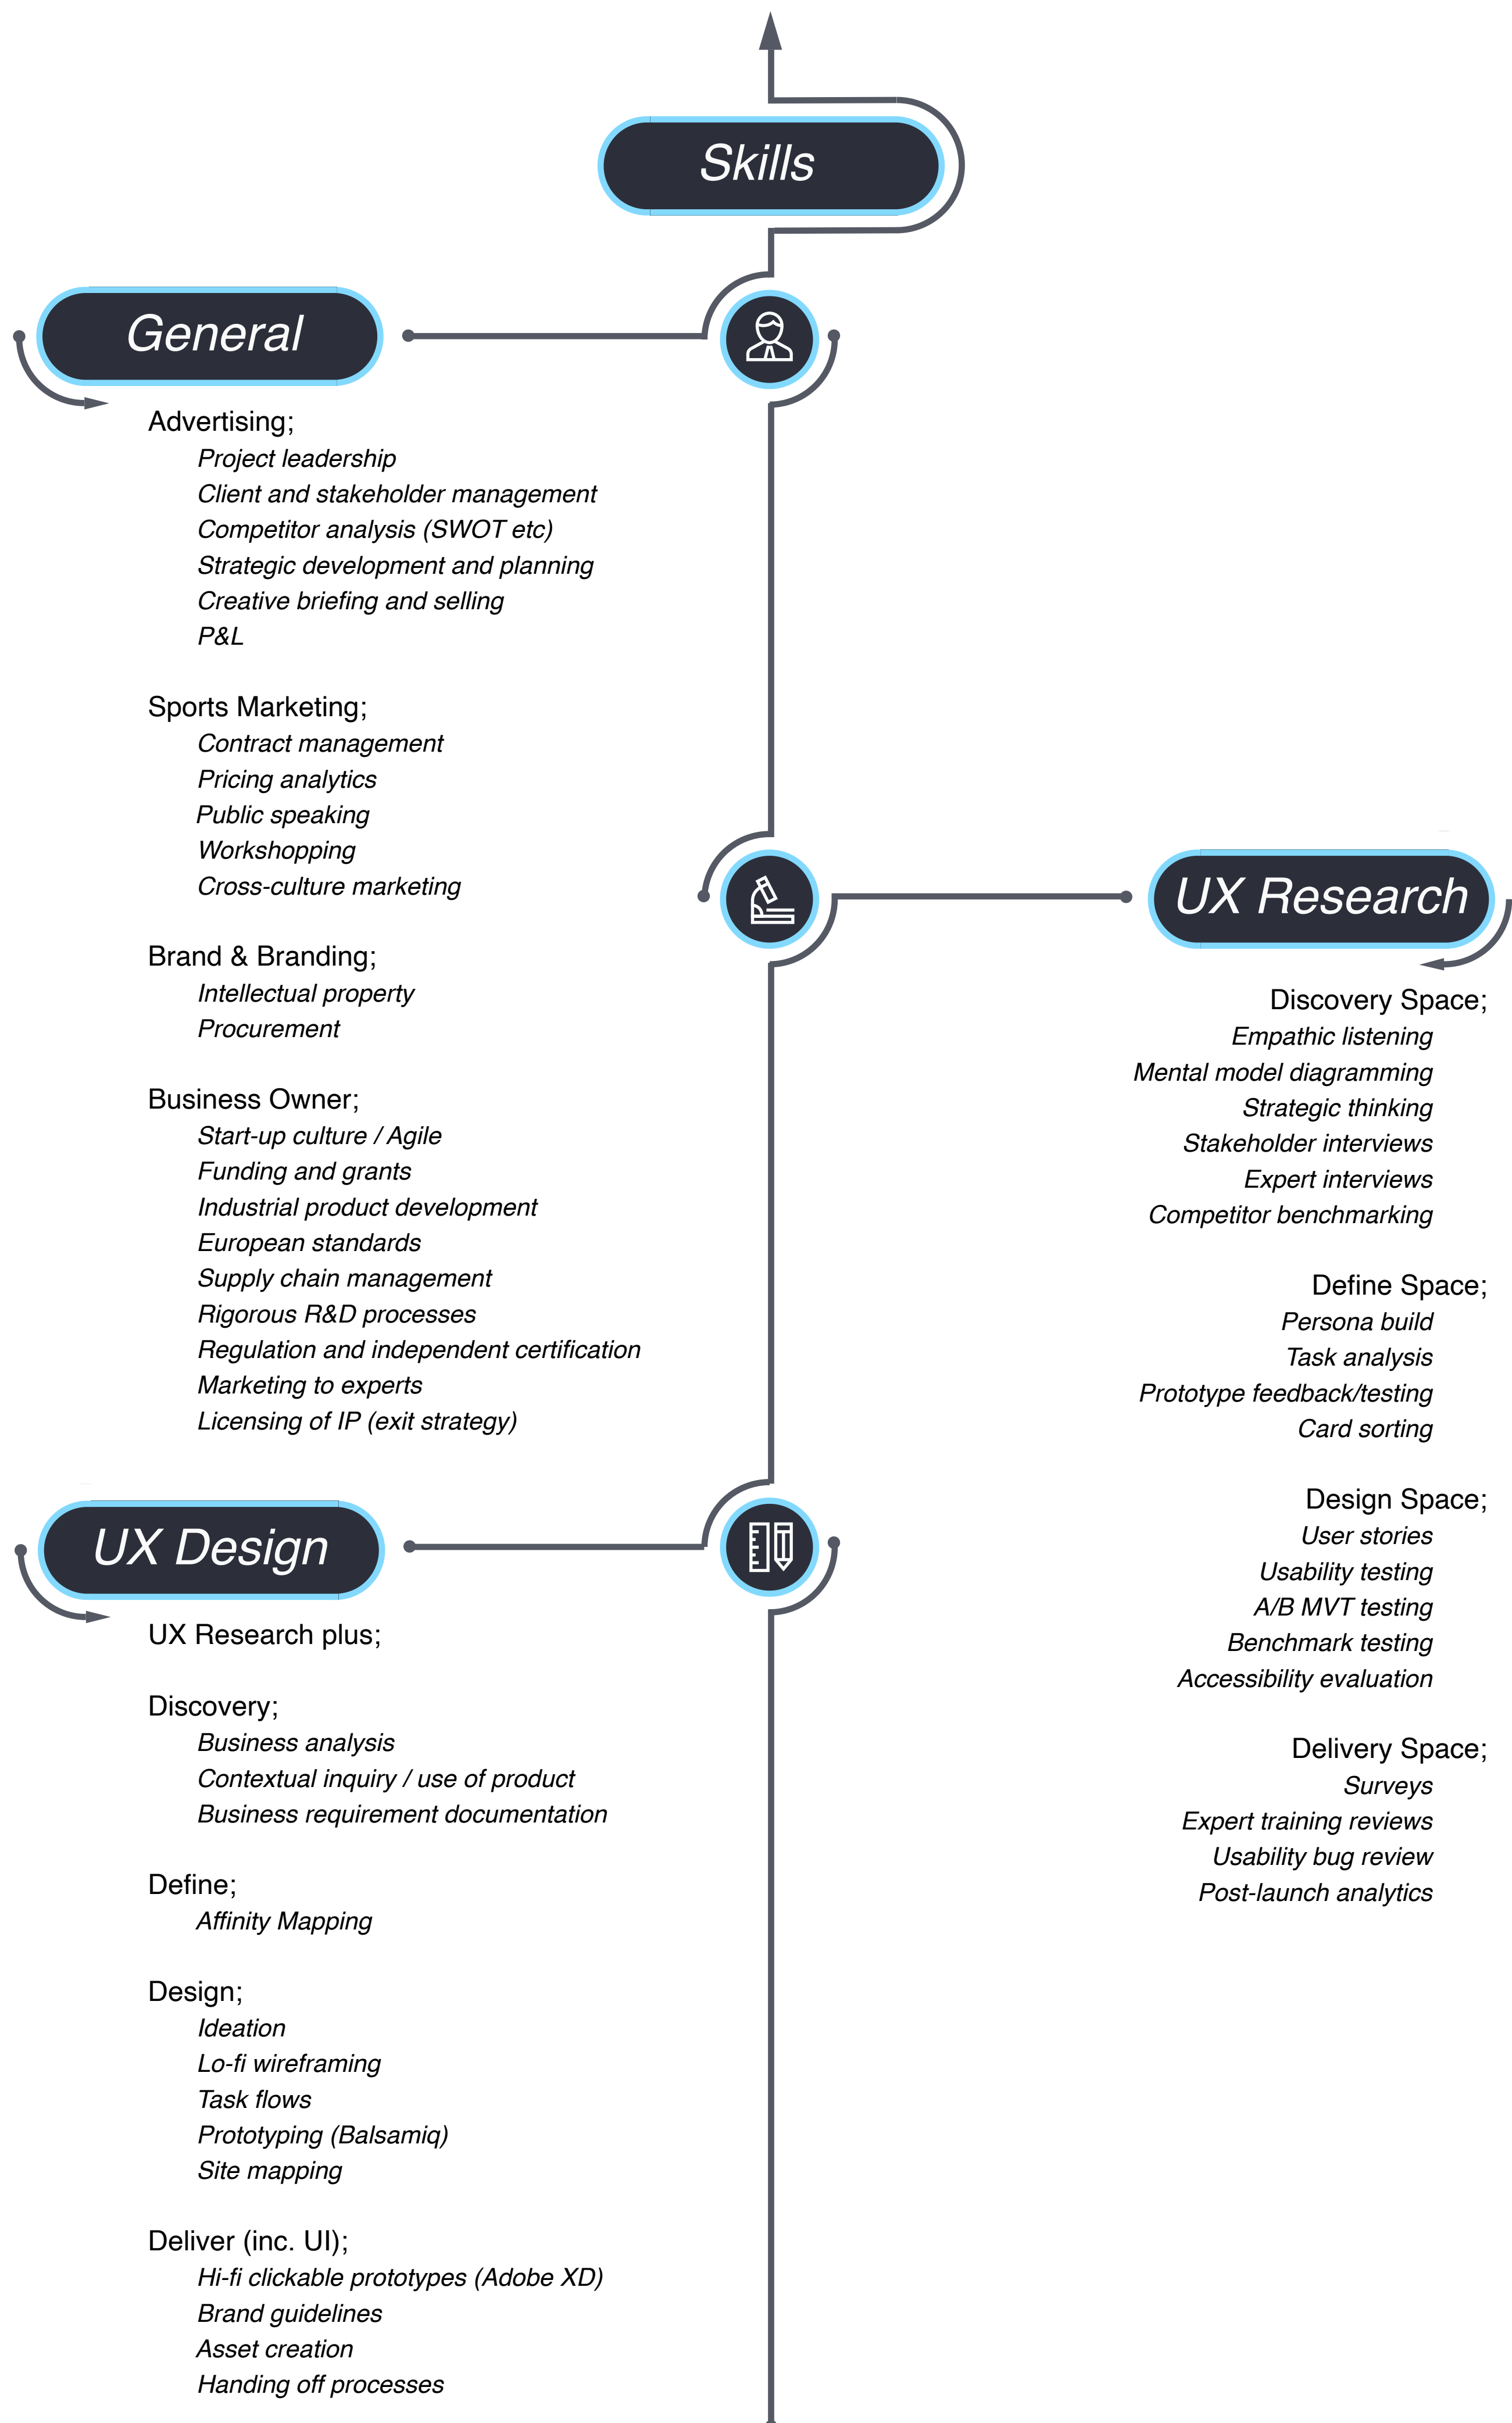 Skills
General
Advertising;
Project leadership
Client and stakeholder management
Competitor analysis (SWOT etc)
Strategic development and planning
Creative briefing and selling
P&L
Sports Marketing;
Contract management
Pricing analytics
Public speaking
Workshopping
Cross-culture marketing
Brand & Branding;
Intellectual property
Procurement
Business Owner;
Start-up culture / Agile
Funding and grants
Industrial product development
European standards
Supply chain management
Rigorous R&D processes
Regulation and independent certification
Marketing to experts
Licensing of IP (exit strategy)
UX Research
Discovery Space;
Empathic listening
Mental model diagramming
Strategic thinking
Stakeholder interviews
Expert interviews
Competitor benchmarking
Define Space;
Persona build
Task analysis
Prototype feedback/testing
Card sorting
Design Space;
User stories
Usability testing
A/B MVT testing
Benchmark testing
Accessibility evaluation
Delivery Space;
Surveys
Expert training reviews
Usability bug review
Post-launch analytics
UX Design
UX Research plus;
Discovery;
Business analysis
Contextual inquiry / use of product
Business requirement documentation
Define;
Affinity Mapping
Design;
Ideation
Lo-fi wireframing
Task flows
Prototyping (Balsamiq)
Site mapping
Deliver (inc. UI);
Hi-fi clickable prototypes (Adobe XD)
Brand guidelines
Asset creation
Handing off processes